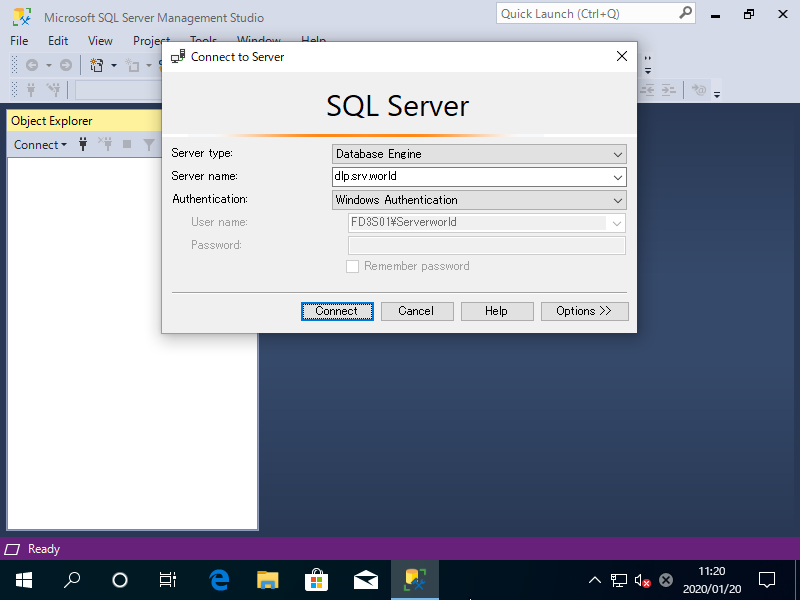 Microsoft SQL Server Management Studio
Quick Launch (Ctrl+Q)
File Edit View Project Tools Window Help
Connect to Server
SQL Server
Object Explorer
Connect
Server type: Database Engine
Server name: dlp.srv.world
Authentication: Windows Authentication
User name: FD3S01¥Serverworld
Password:
Remember password
Connect Cancel Help Options >>
Ready
11:20
2020/01/20